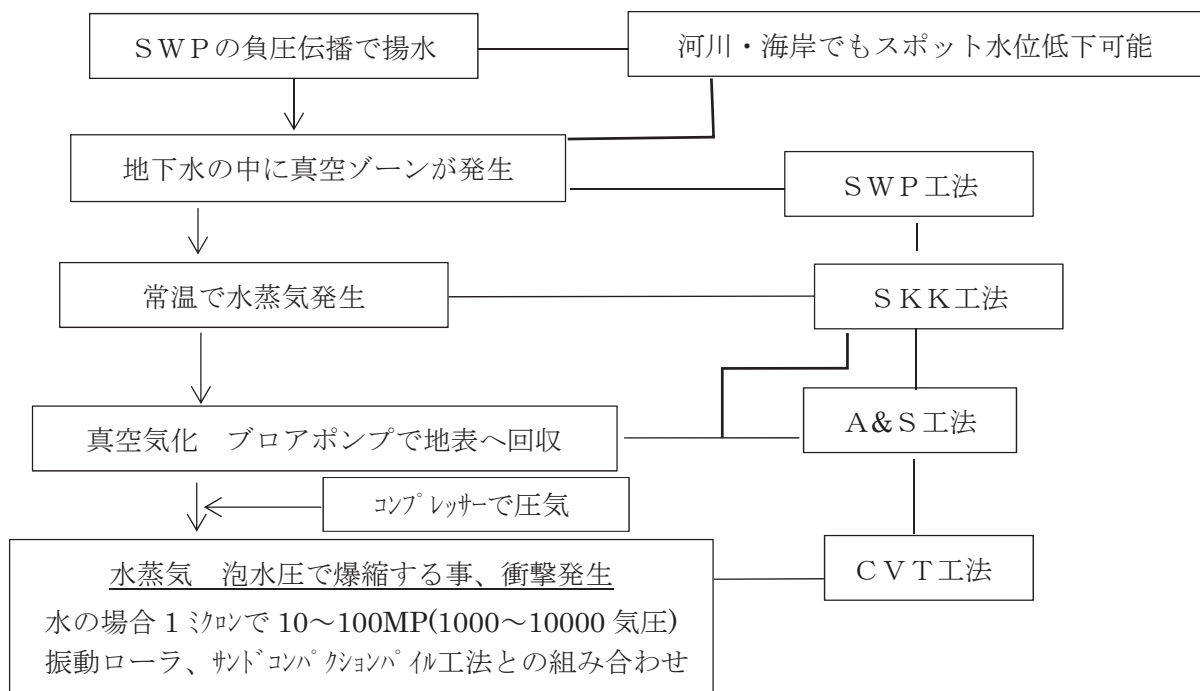 SWPの負圧伝播で揚水
河川・海岸でもスポット水位低下可能
地下水の中に真空ゾーンが発生
SWP工法
常温で水蒸気発生
SKK工法
A&S工法
真空気化　ブロアポンプで地表へ回収
ｺﾝﾌﾟﾚｯｻｰで圧気
水蒸気　泡水圧で爆縮する事、衝撃発生
CVT工法
水の場合 1 ﾐｸﾛﾝで 10～100MP(1000～10000 気圧)
振動ローラ、ｻﾝﾄﾞｺﾝﾊﾟｸｼｮﾝﾊﾟｲﾙ工法との組み合わせ